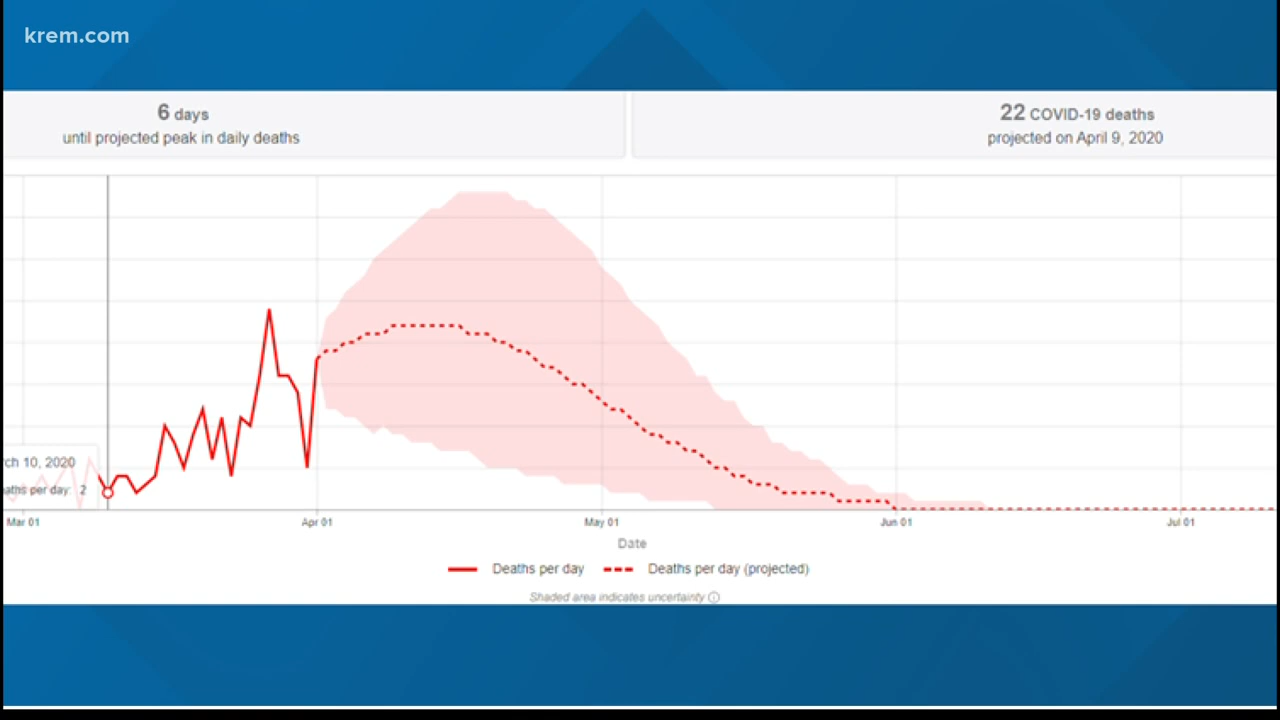 krem.com
6 days
until projected peak in daily deaths
22 COVID-19 deaths
projected on April 9, 2020
10, 2020
per day: 2
Mar 01
Apr 01
May 01
Jun 01
Jul 01
Date
Deaths per day
Deaths per day (projected)
Shaded area indicates uncertainty